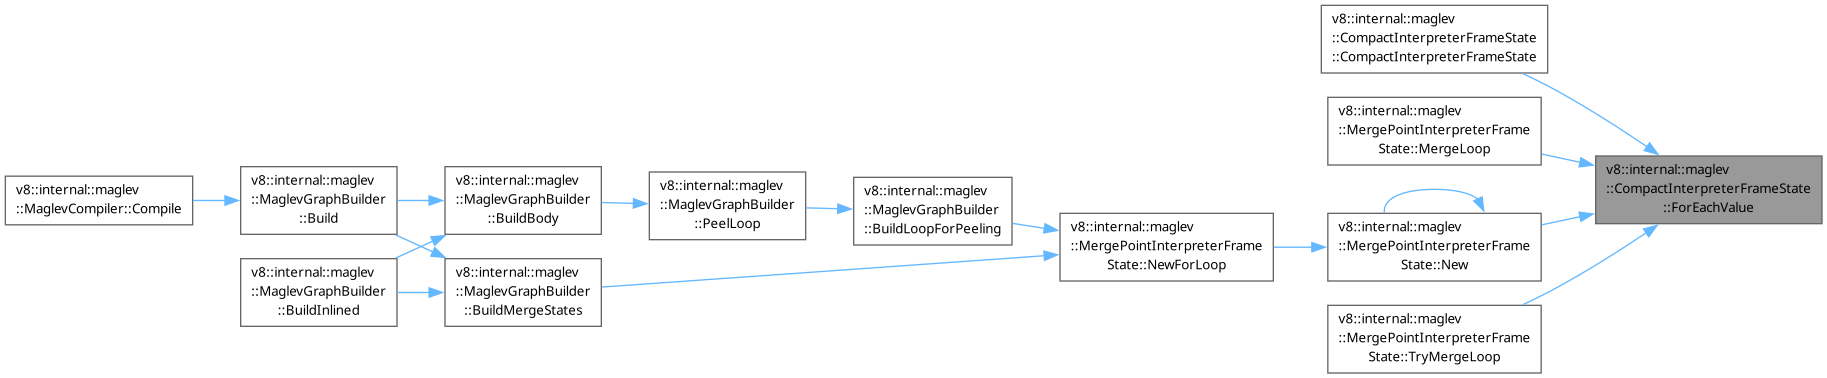 v8::internal::maglev
::CompactInterpreterFrameState
::CompactInterpreterFrameState
v8::internal::maglev
::MergePointInterpreterFrame
State::MergeLoop
v8::internal::maglev
::CompactInterpreterFrameState
::ForEachValue
v8::internal::maglev
::MaglevCompiler::Compile
v8::internal::maglev
::MaglevGraphBuilder
::Build
v8::internal::maglev
::MaglevGraphBuilder
::BuildBody
v8::internal::maglev
::MaglevGraphBuilder
::PeelLoop
v8::internal::maglev
::MaglevGraphBuilder
::BuildLoopForPeeling
v8::internal::maglev
::MergePointInterpreterFrame
State::NewForLoop
v8::internal::maglev
::MergePointInterpreterFrame
State::New
v8::internal::maglev
::MaglevGraphBuilder
::BuildInlined
v8::internal::maglev
::MaglevGraphBuilder
::BuildMergeStates
v8::internal::maglev
::MergePointInterpreterFrame
State::TryMergeLoop